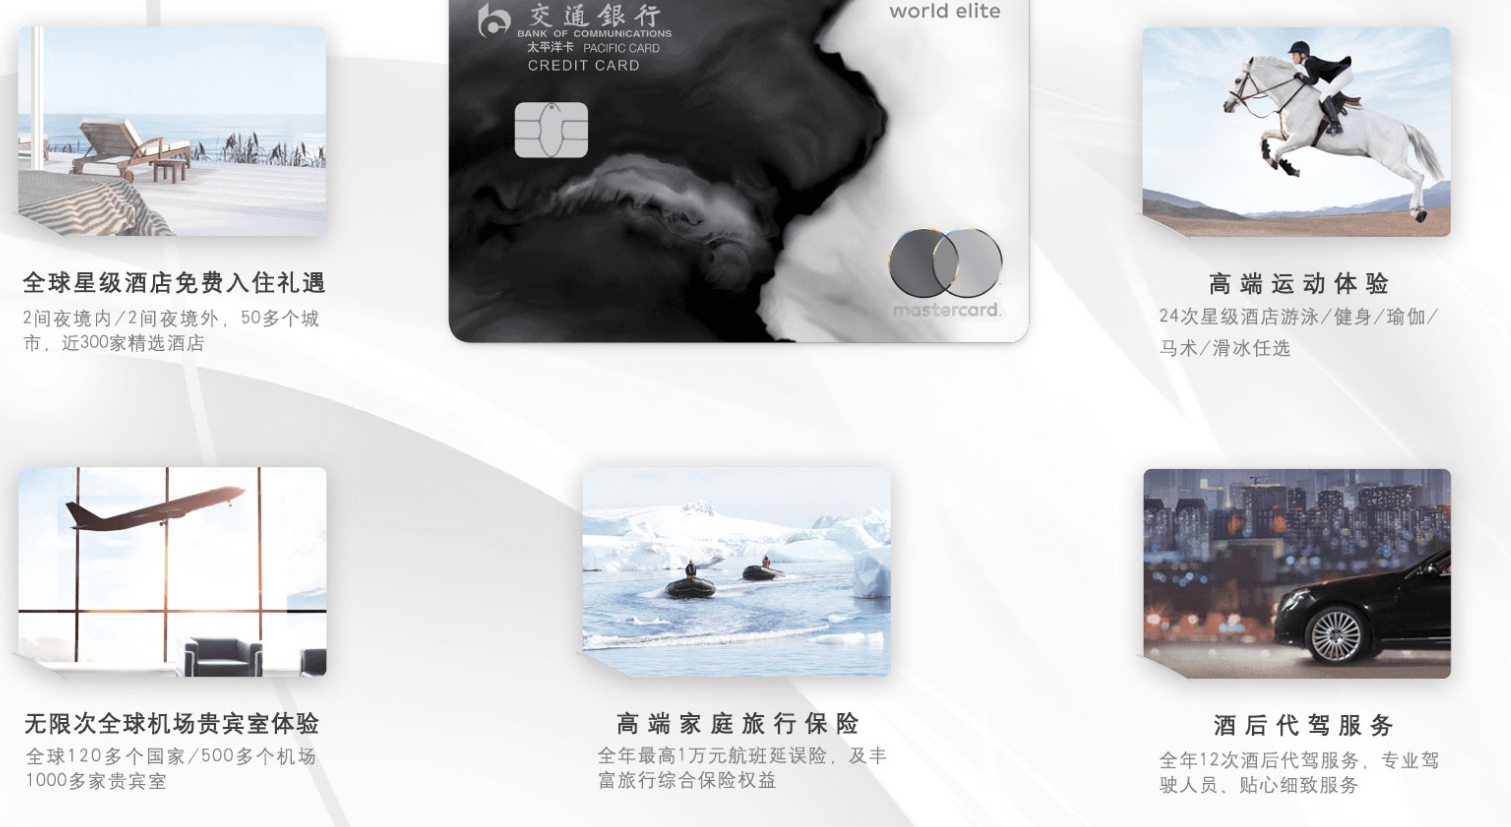 交通銀行
BANK OF COMMUNICATIONS
太平洋卡 PACIFIC CARD
CREDIT CARD
world elite
mastercard.
全球星级酒店免费入住礼遇
2间夜境内/2间夜境外，50多个城
市，近300家精选酒店
高端运动体验
24次星级酒店游泳/健身/瑜伽/
马术/滑冰任选
无限次全球机场贵宾室体验
全球120多个国家/500多个机场
1000多家贵宾室
高端家庭旅行保险
全年最高1万元航班延误险，及丰
富旅行综合保险权益
酒后代驾服务
全年12次酒后代驾服务，专业驾
驶人员、贴心细致服务